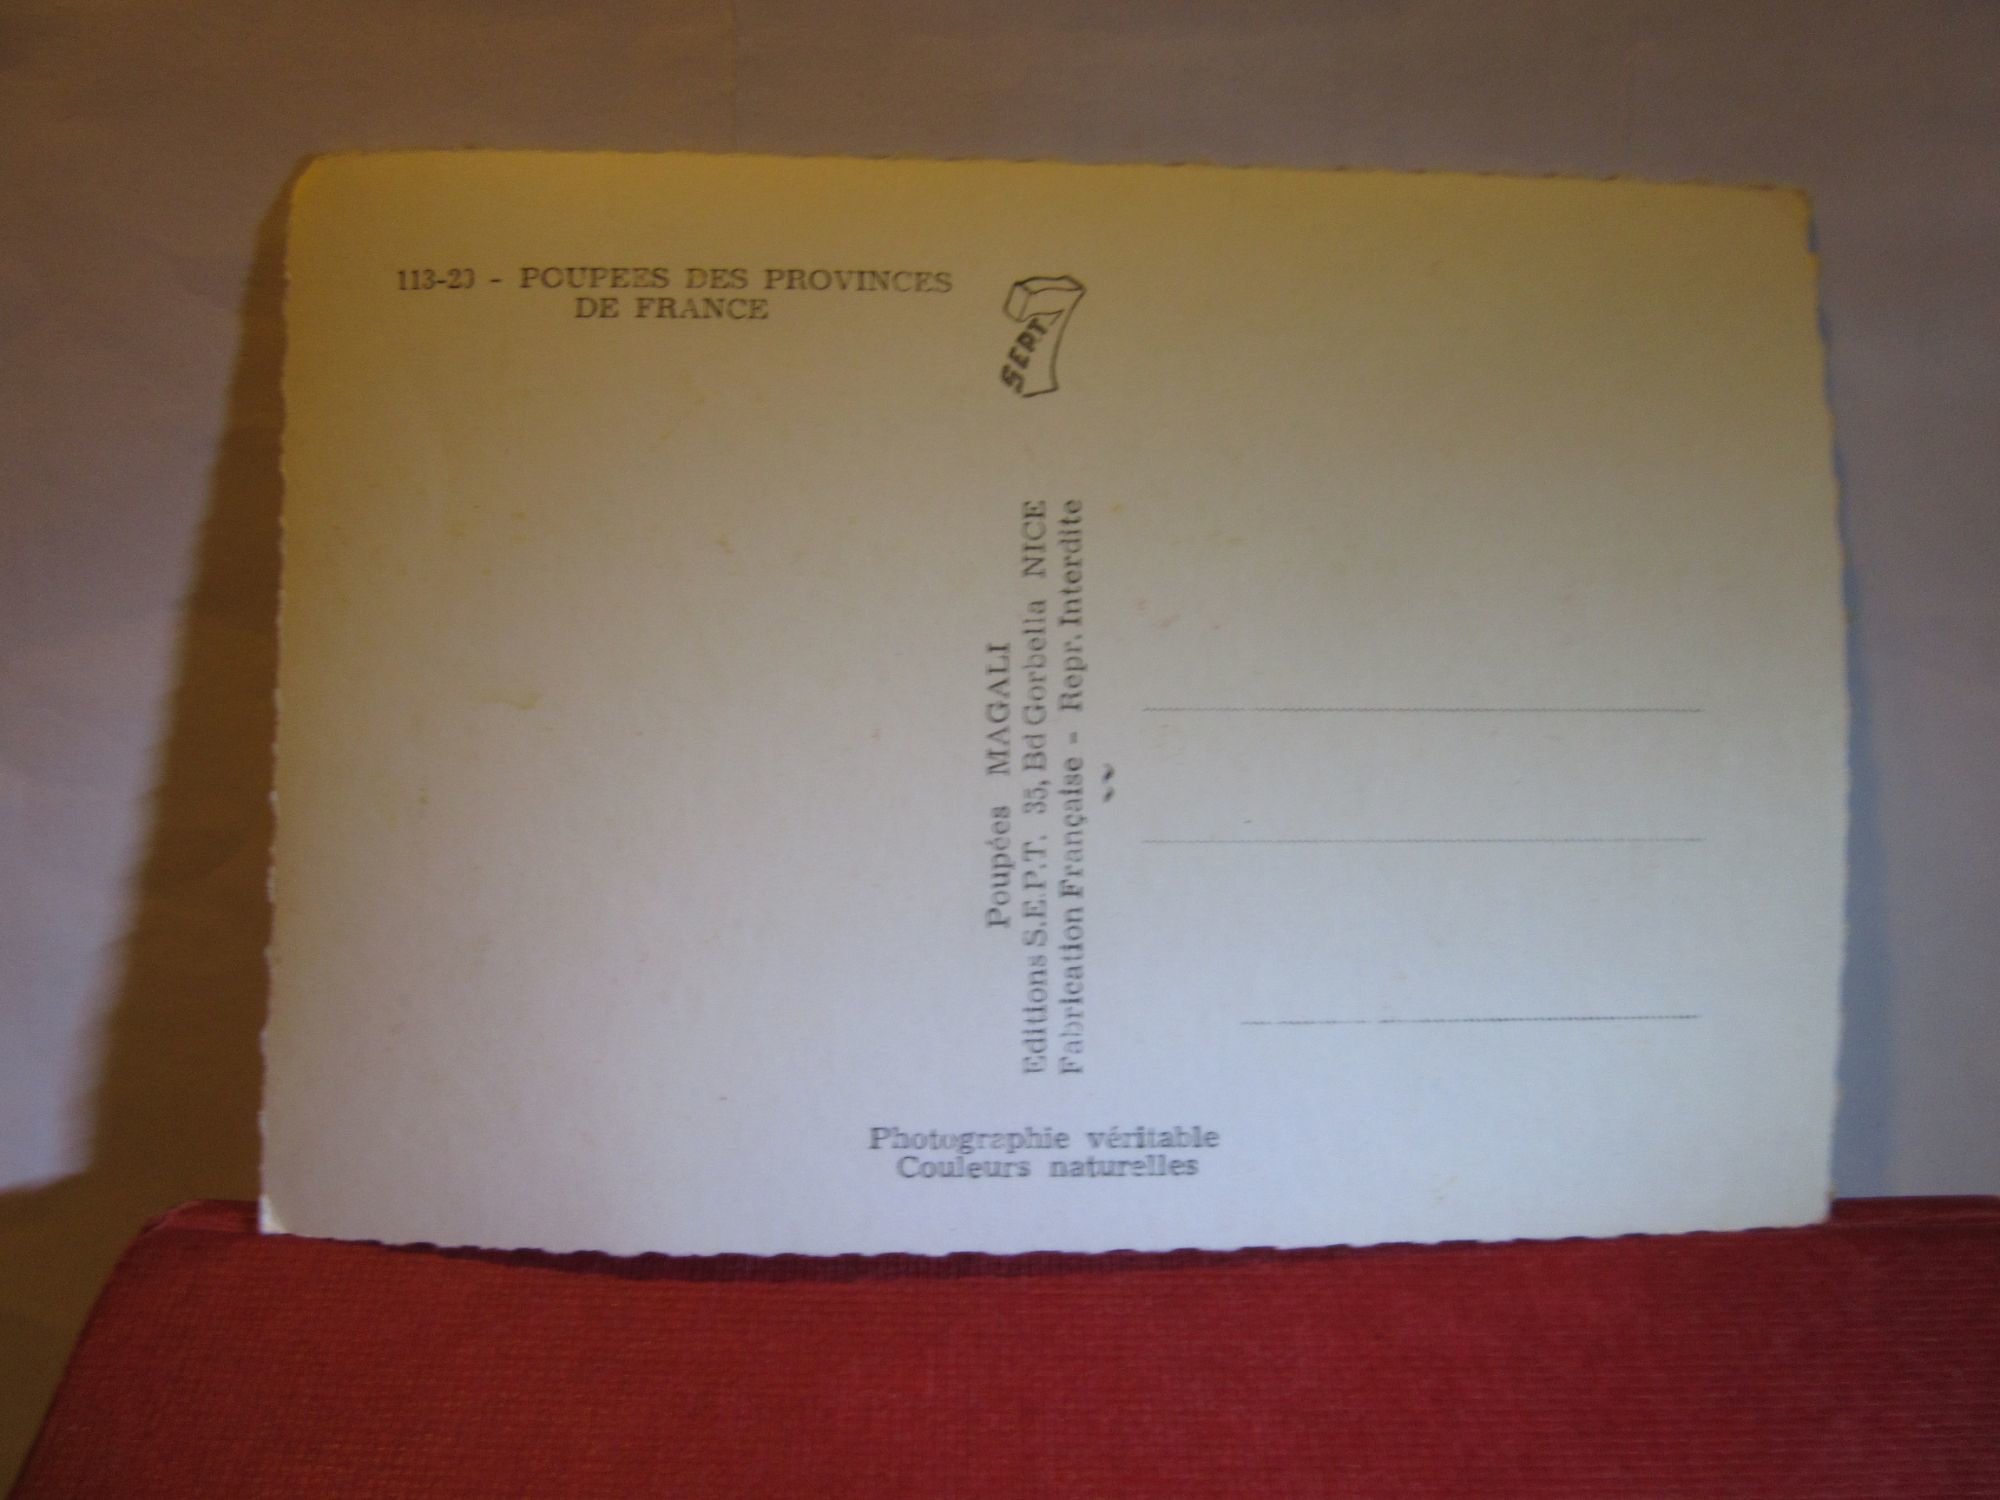 113-23 - POUPEES DES PROVINCES
DE FRANCE
SEPT
Poupées MAGALI
Editions S.E.P.T. 35, Bd Gorbella NICE
Fabrication Française - Repr. Interdite
Photographie véritable
Couleurs naturelles